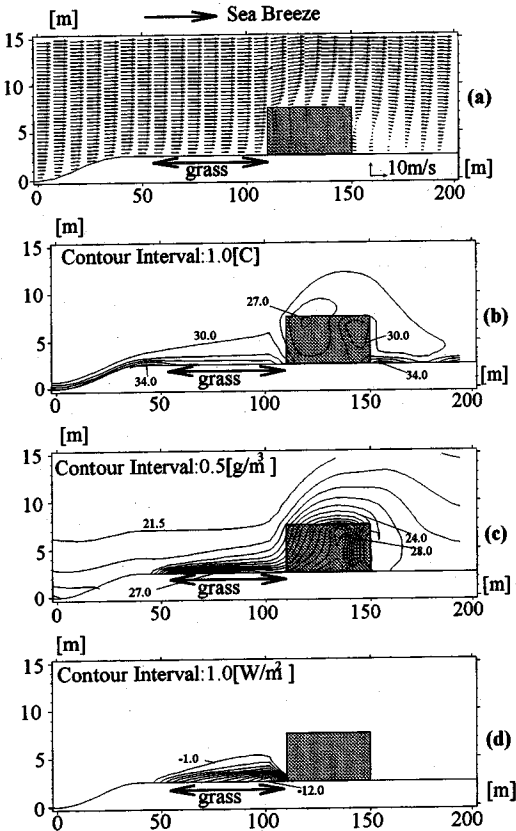 [m] Sea Breeze
15
10
5
0
(a)
grass
10m/s [m]
0 50 100 150 200
[m]
15
Contour Interval:1.0[C]
10
27.0
(b)
30.0 30.0
5
34.0 grass 34.0
0
[m]
0 50 100 150 200
[m]
15
Contour Interval:0.5[g/m³]
10
21.5
24.0
(c)
28.0
5
27.0 grass
[m]
0
0 50 100 150 200
[m]
15
Contour Interval:1.0[W/m²]
10
(d)
-1.0
5
grass -12.0
[m]
0
0 50 100 150 200